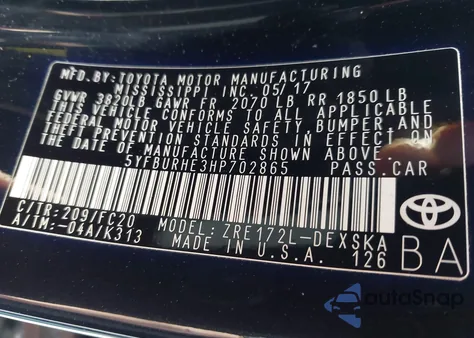 MFD.BY:TOYOTA MOTOR MANUFACTURING
MISSISSIPPI INC.05/17
GVWR 3820LB GAWR FR 2070 LB RR 1850 LB
THIS VEHICLE CONFORMS TO ALL APPLICABLE
FEDERAL MOTOR VEHICLE SAFETY, BUMPER AND
THEFT PREVENTION STANDARDS IN EFFECT ON
THE DATE OF MANUFACTURE SHOWN ABOVE.
5YFBURHE3HP702865 PASS.CAR
C/TR:209/FC20 MODEL:ZRE172L-DEXSKA
A/TM:-04A/K313 MADE IN U.S.A. 126
BA
autoSnap